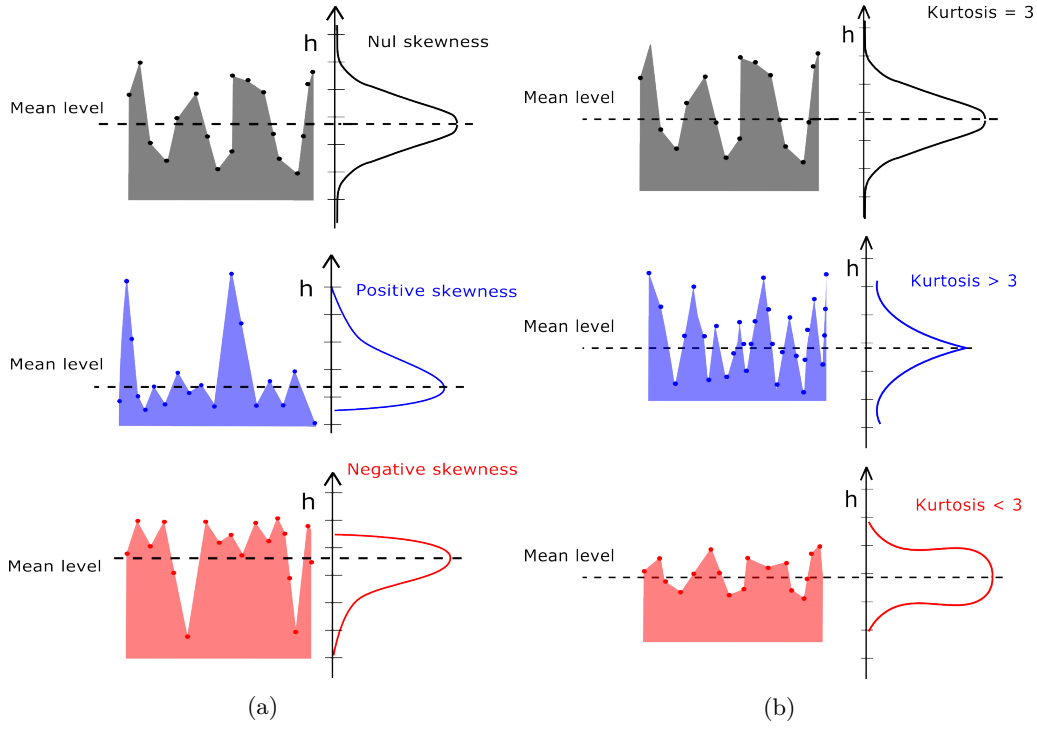 h
Nul skewness
Mean level
Kurtosis = 3
h
Mean level
h
Positive skewness
Mean level
h
Kurtosis > 3
Mean level
Negative skewness
h
Mean level
h
Kurtosis < 3
Mean level
(a)
(b)